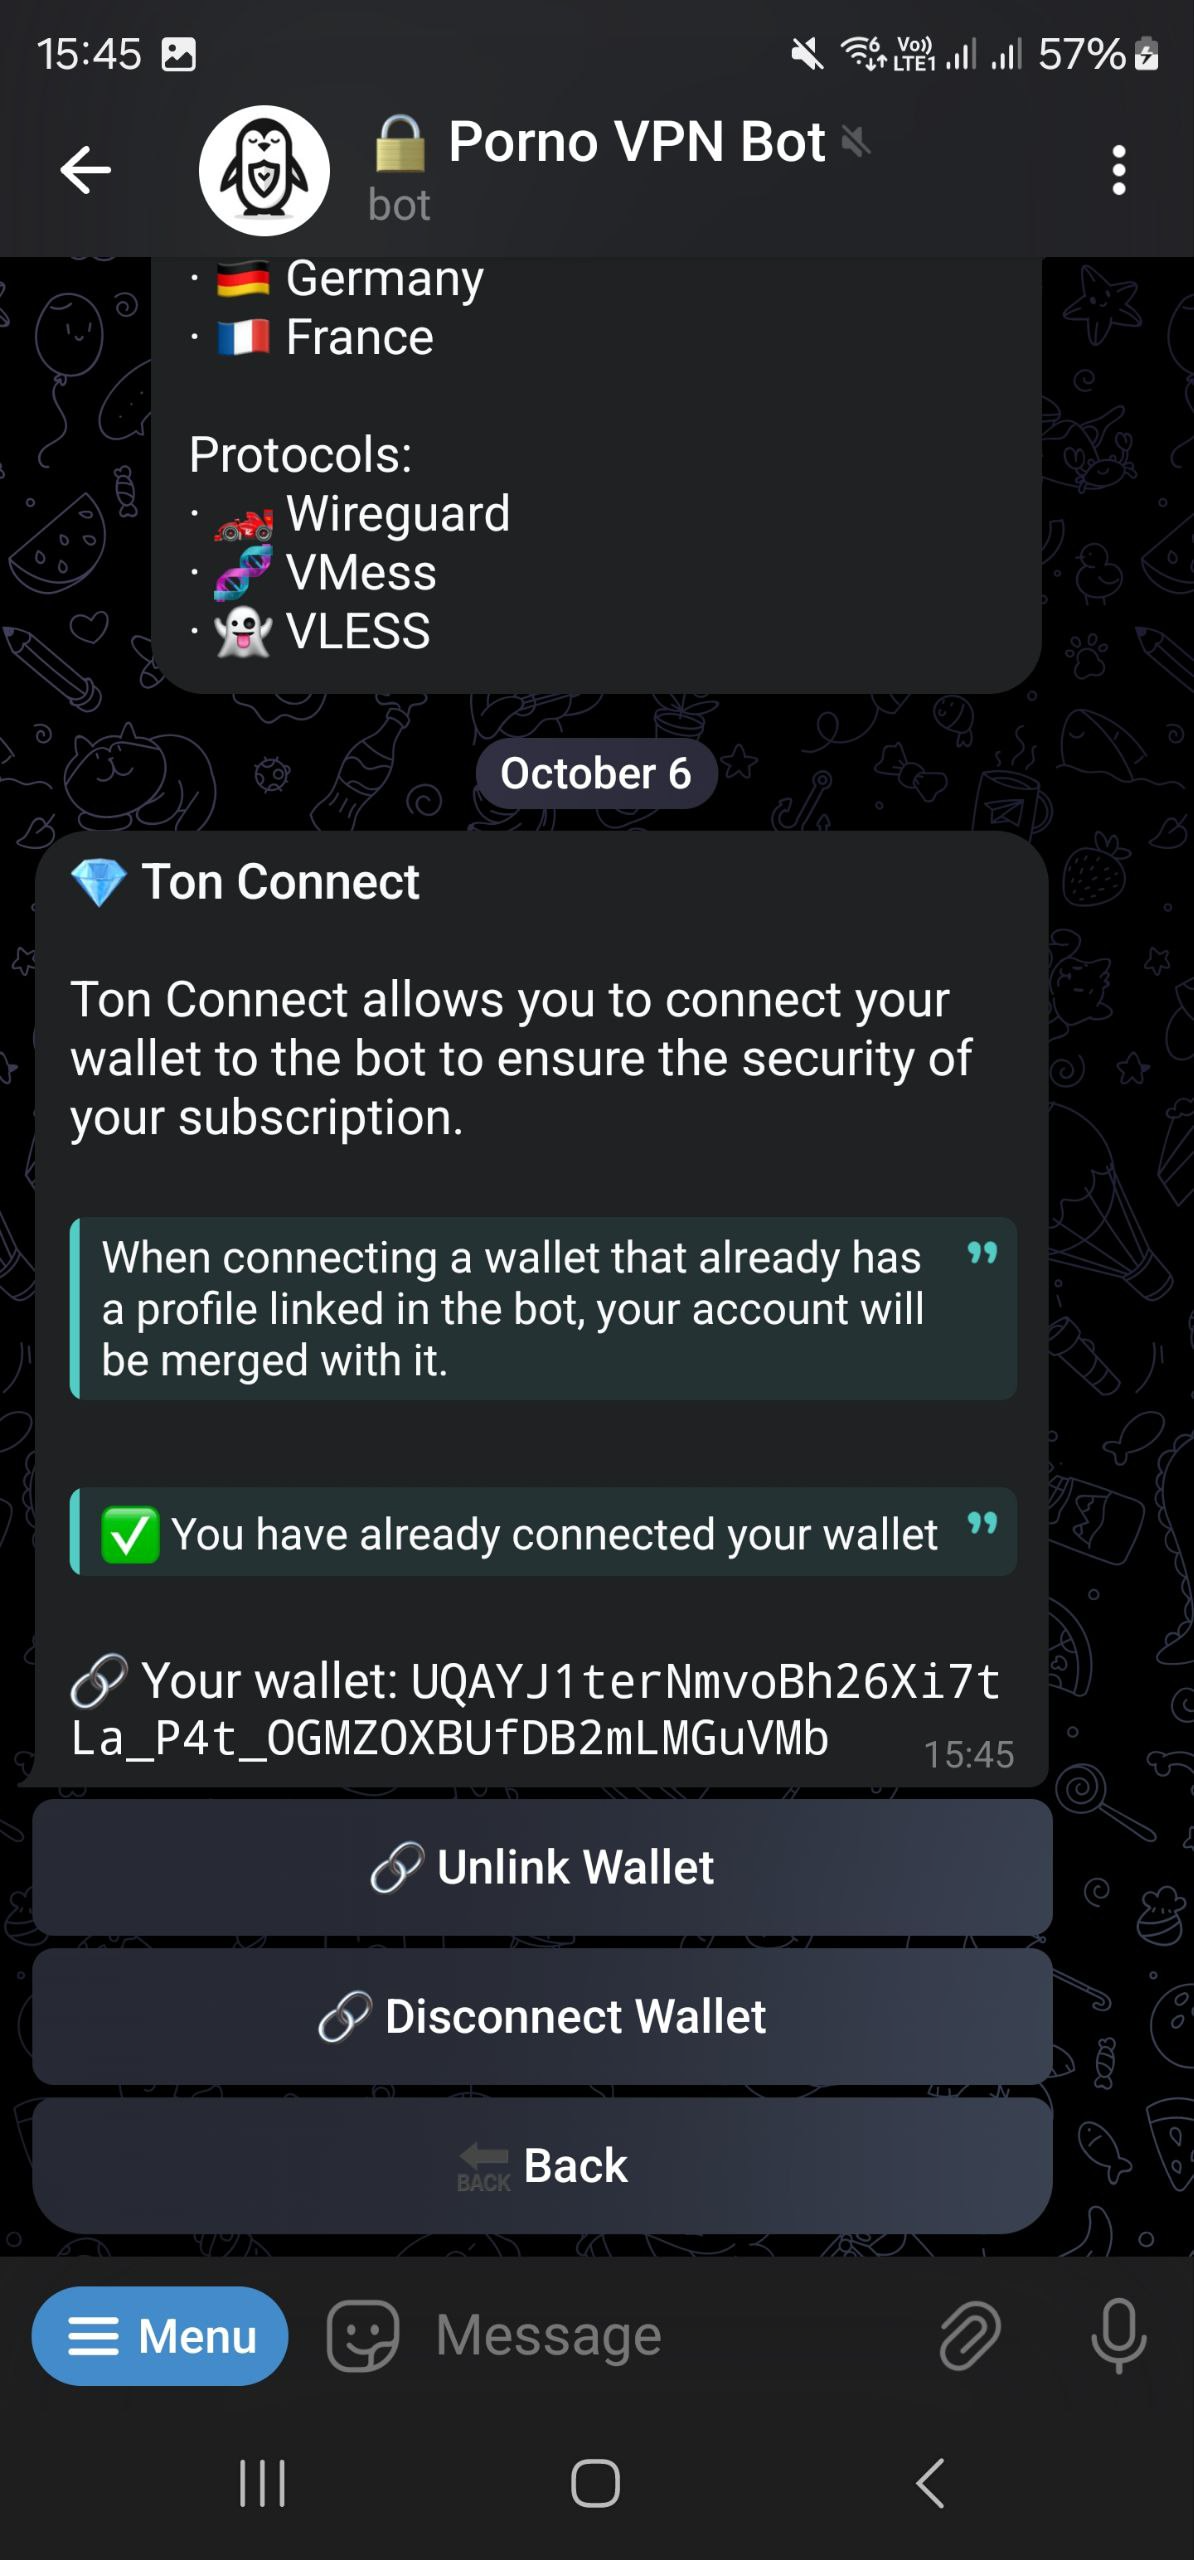 15:45
6 Vo)) LTE1 57%
🔒 Porno VPN Bot
bot
· 🇩🇪 Germany
· 🇫🇷 France
Protocols:
· 🏎 Wireguard
· 🧬 VMess
· 👻 VLESS
October 6
💎 Ton Connect
Ton Connect allows you to connect your
wallet to the bot to ensure the security of
your subscription.
When connecting a wallet that already has
a profile linked in the bot, your account will
be merged with it.
✅ You have already connected your wallet
🔗 Your wallet: UQAYJ1terNmvoBh26Xi7t
La_P4t_OGMZOXBUfDB2mLMGuVMb
15:45
🔗 Unlink Wallet
🔗 Disconnect Wallet
🔙 Back
Menu
Message